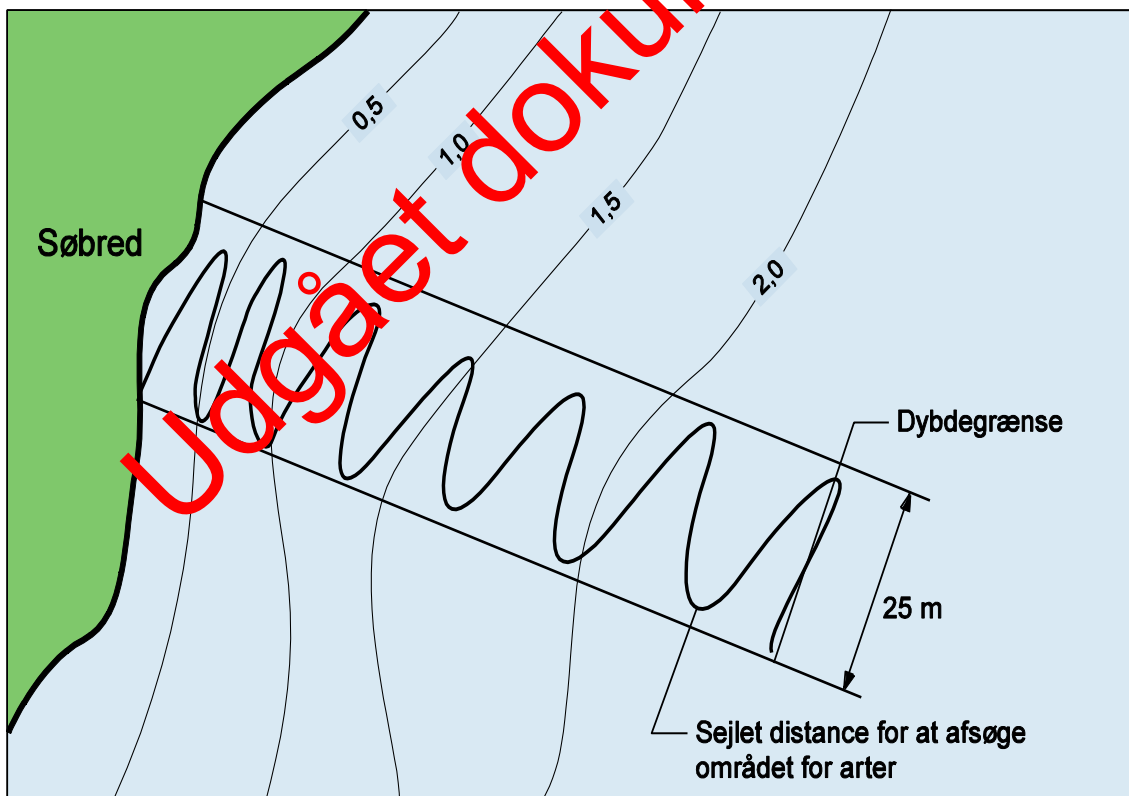 0,5
1,0
1,5
2,0
Søbred
Dybdegrænse
25 m
Sejlet distance for at afsøge
området for arter
Udgået doku